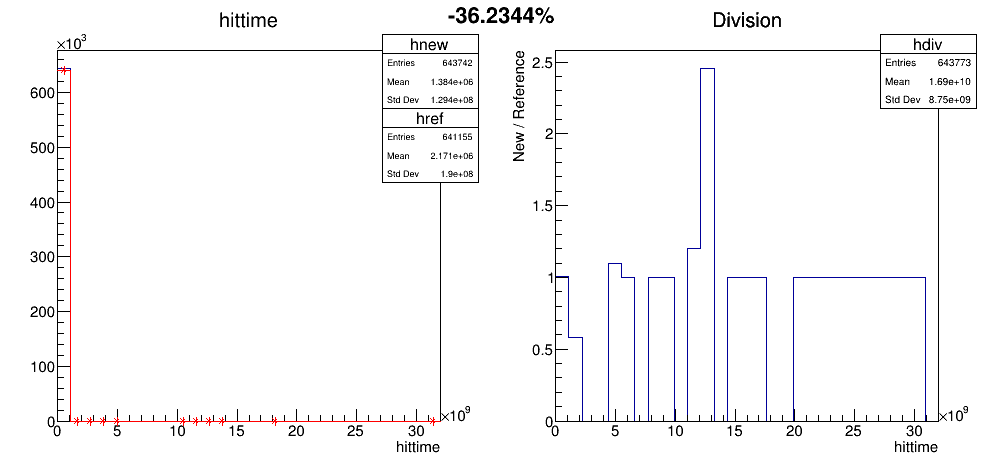 -36.2344%
hittime
×10³
600
500
400
300
200
100
0
0 5 10 15 20 25 30
×10⁹
hittime
hnew
Entries 643742
Mean 1.384e+06
Std Dev 1.294e+08
href
Entries 641155
Mean 2.171e+06
Std Dev 1.9e+08
Division
New / Reference
2.5
2
1.5
1
0.5
0
0 5 10 15 20 25 30
×10⁹
hittime
hdiv
Entries 643773
Mean 1.69e+10
Std Dev 8.75e+09